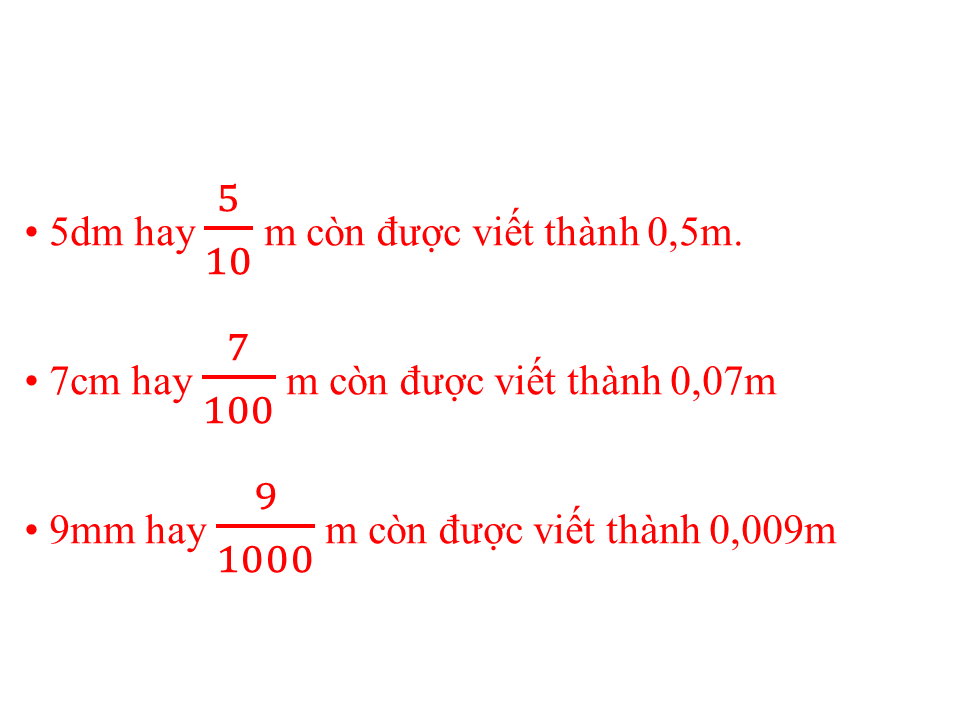 • 5dm hay 5/10 m còn được viết thành 0,5m.
• 7cm hay 7/100 m còn được viết thành 0,07m
• 9mm hay 9/1000 m còn được viết thành 0,009m